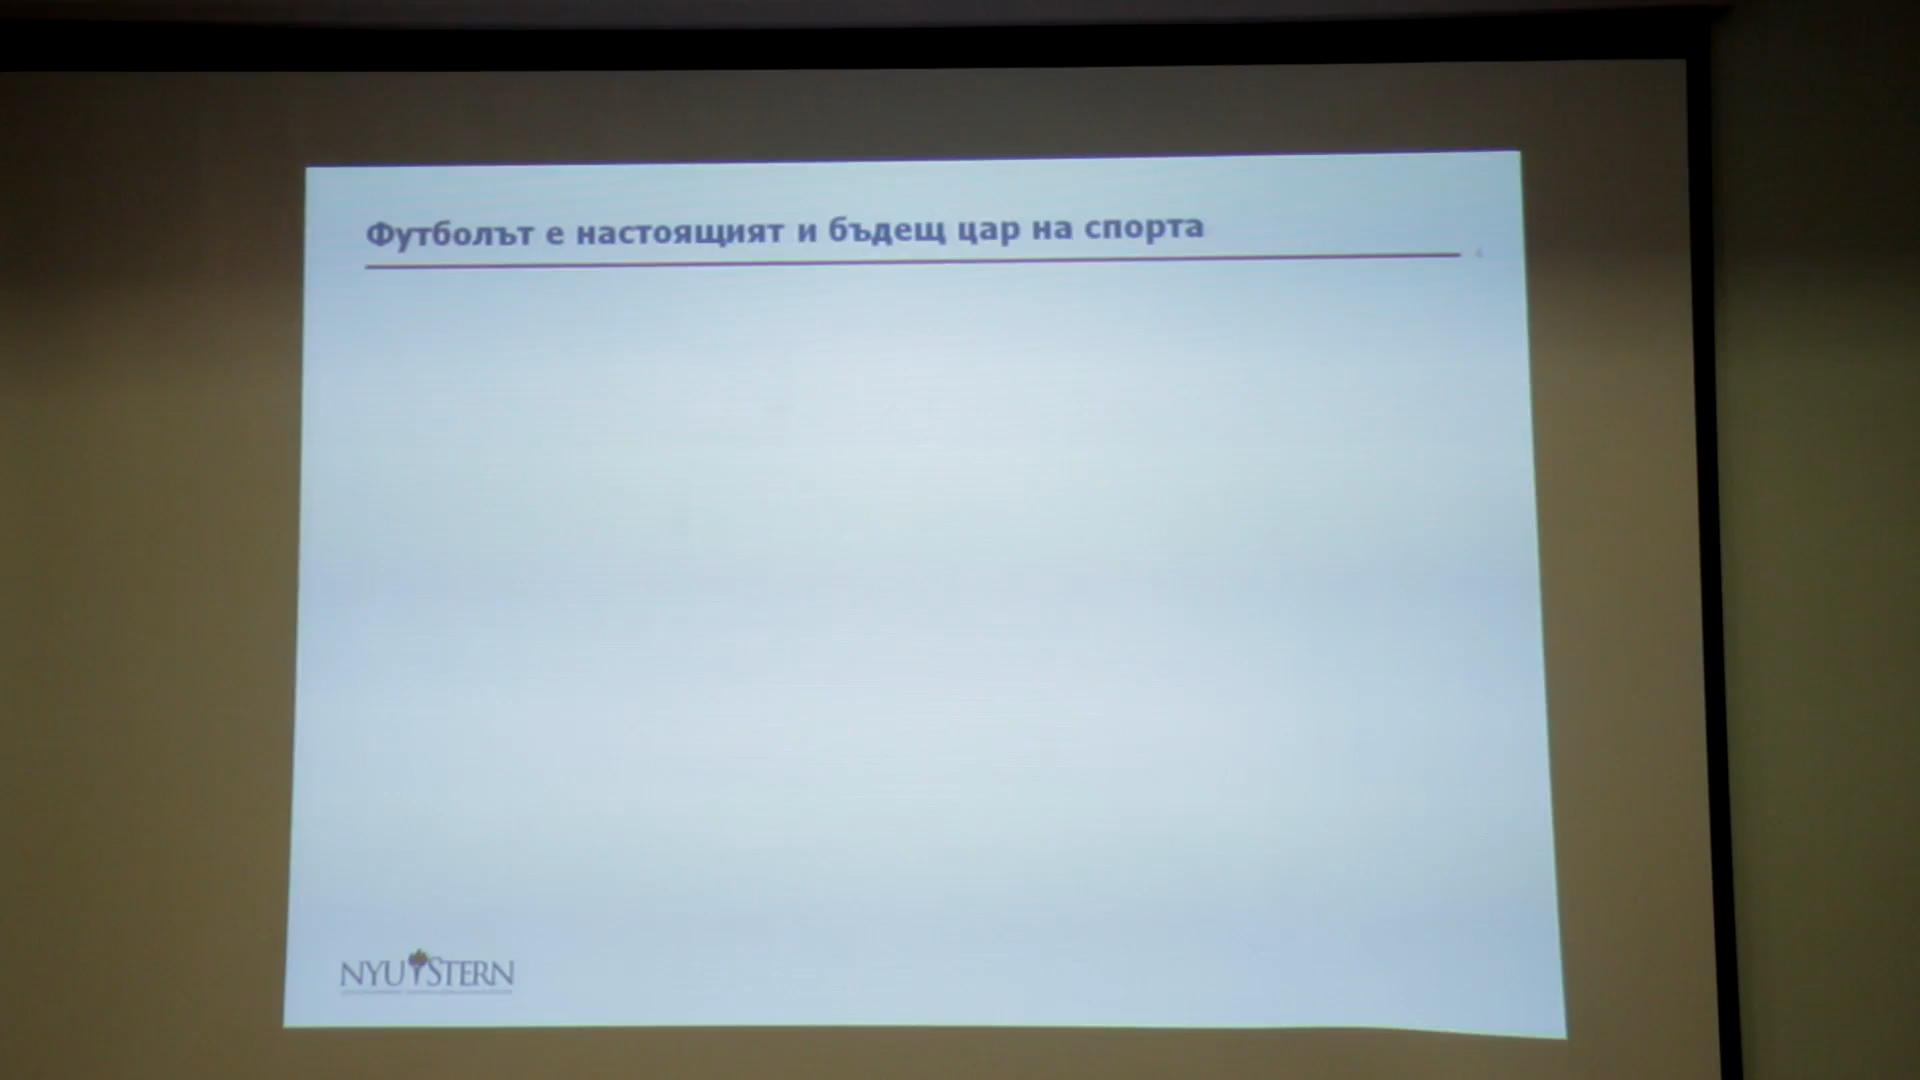 Футболът е настоящият и бъдещ цар на спорта
NYU STERN